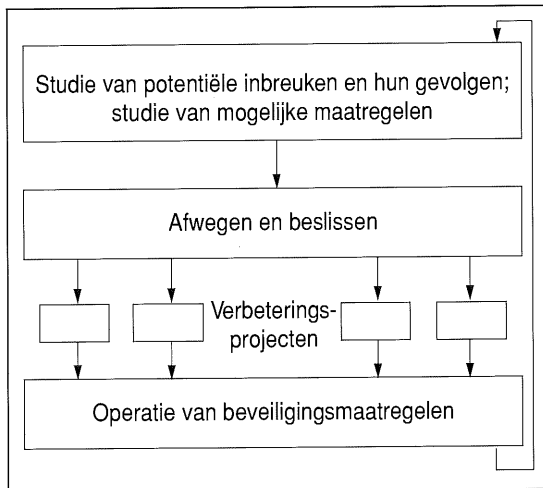 Studie van potentiële inbreuken en hun gevolgen;
studie van mogelijke maatregelen
Afwegen en beslissen
Verbeterings-
projecten
Operatie van beveiligingsmaatregelen